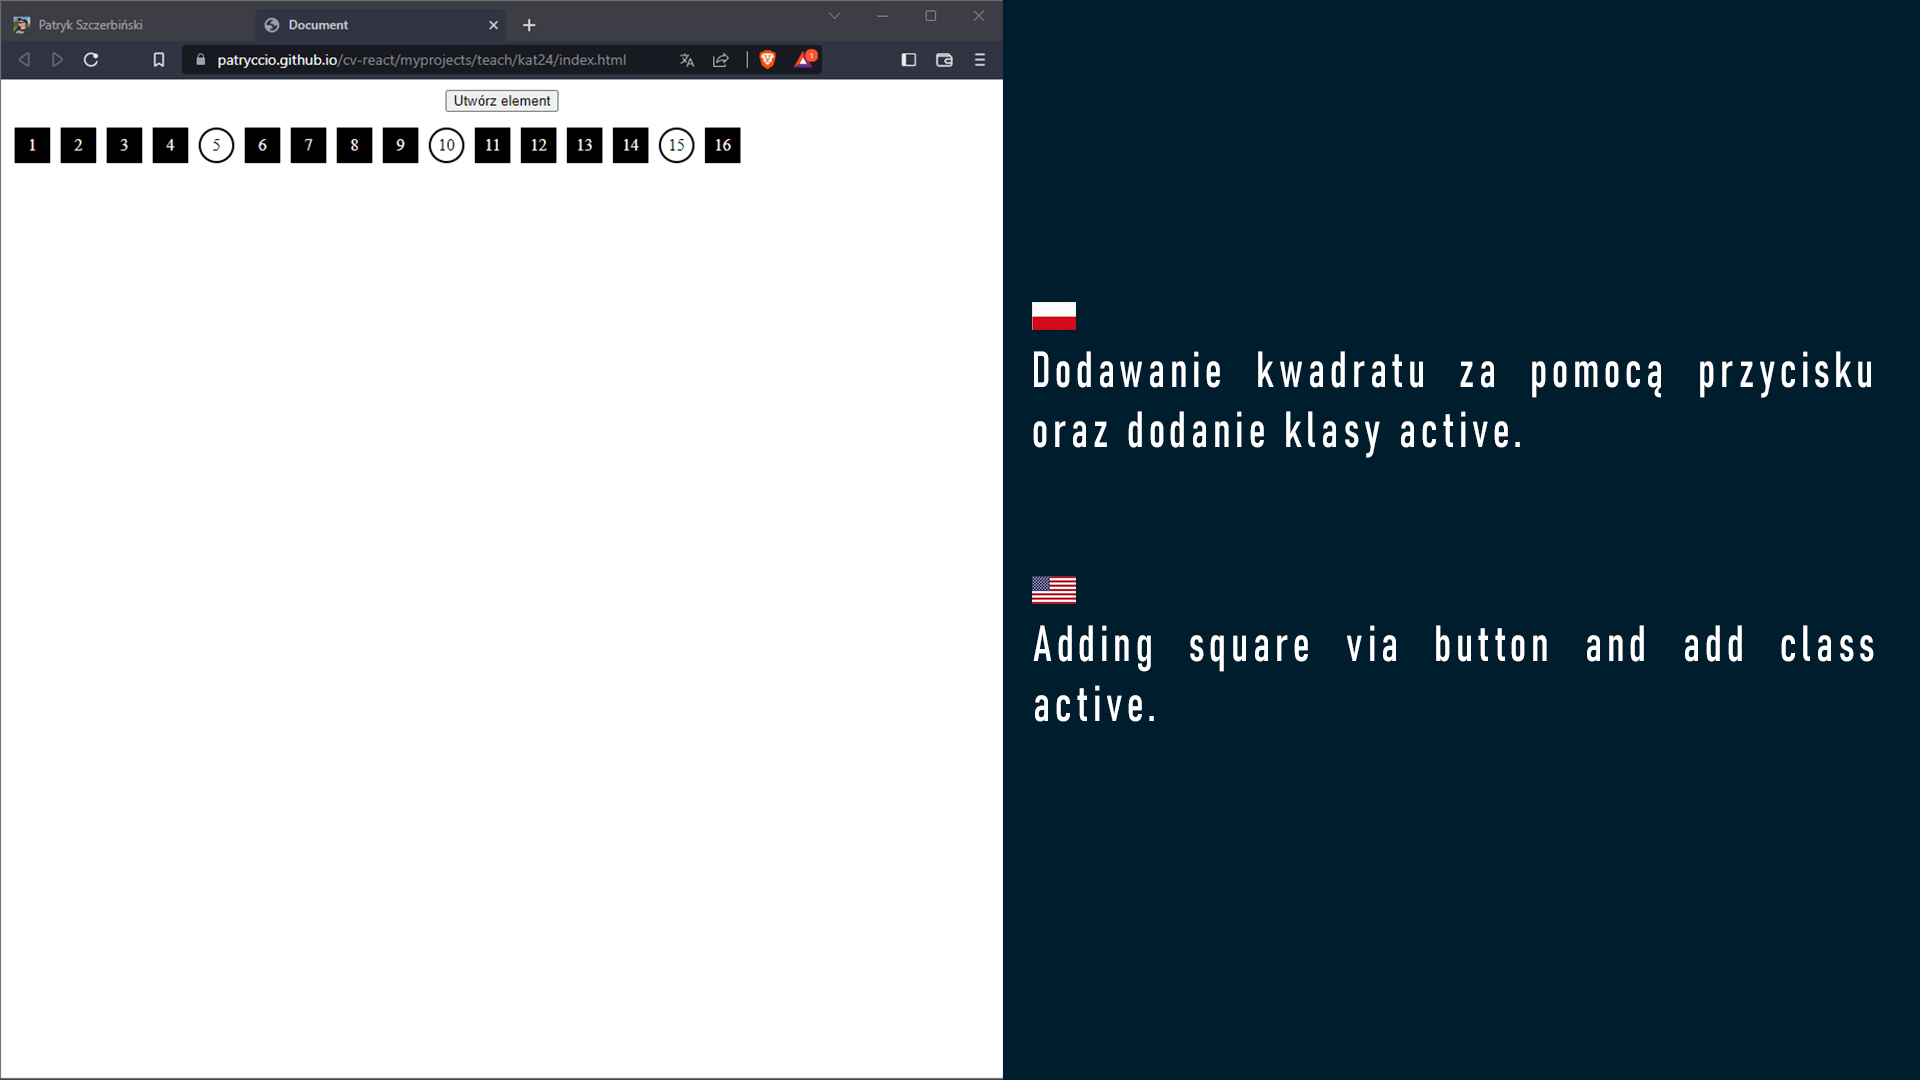 Patryk Szczerbiński
Document
patryccio.github.io/cv-react/myprojects/teach/kat24/index.html
1
Utwórz element
1 2 3 4 5 6 7 8 9 10 11 12 13 14 15 16
Dodawanie kwadratu za pomocą przycisku
oraz dodanie klasy active.
Adding square via button and add class
active.